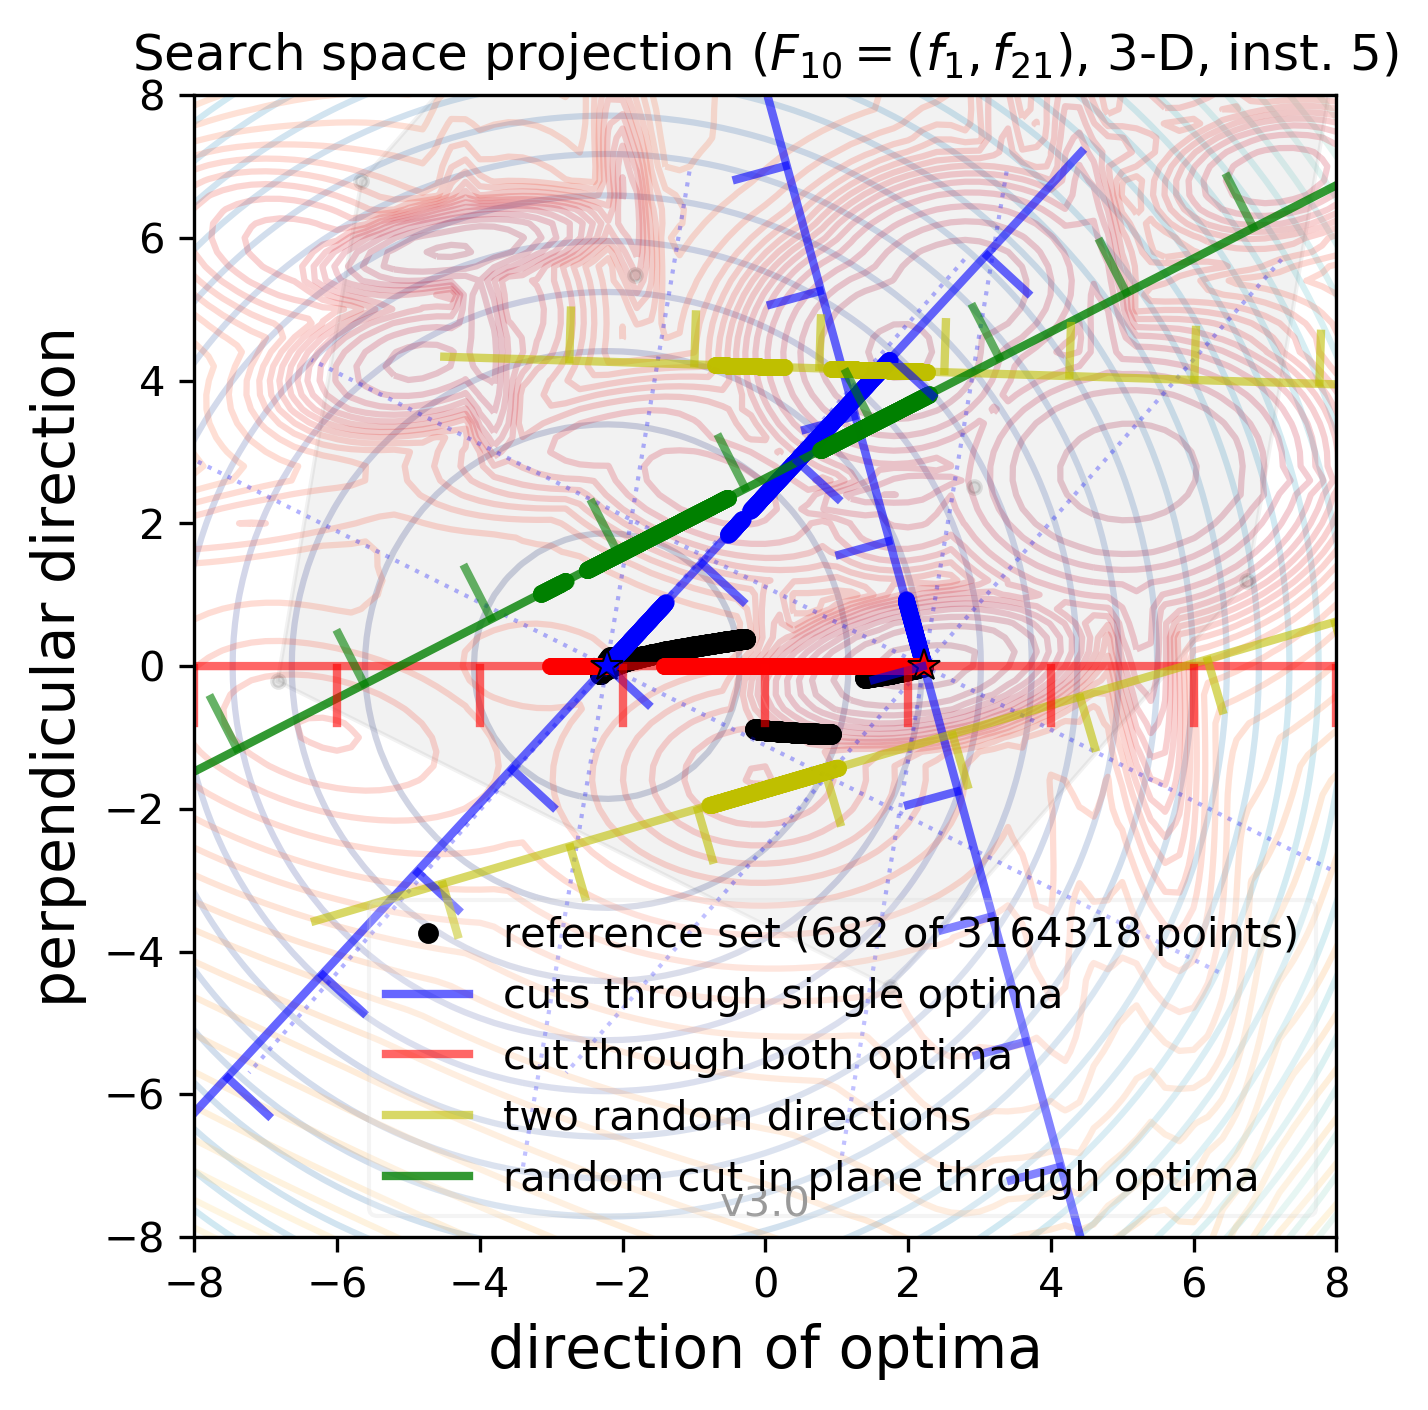 Search space projection (F₁₀ = (f₁, f₂₁), 3-D, inst. 5)
8
6
4
2
0
−2
−4
−6
−8
perpendicular direction
reference set (682 of 3164318 points)
cuts through single optima
cut through both optima
two random directions
random cut in plane through optima
v3.0
−8 −6 −4 −2 0 2 4 6 8
direction of optima